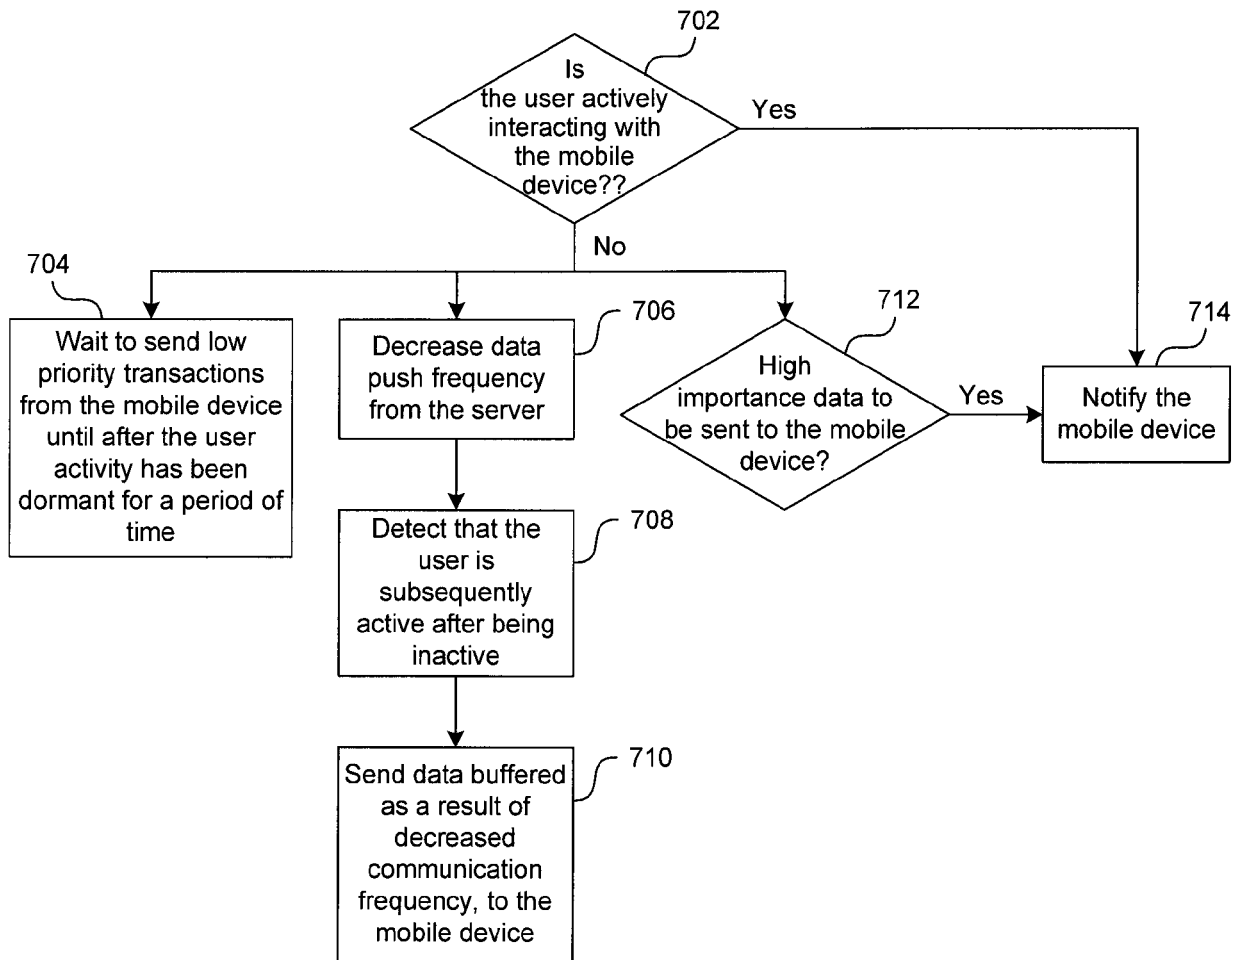 702
Is
the user actively
interacting with
the mobile
device??
Yes
No
704
Wait to send low
priority transactions
from the mobile device
until after the user
activity has been
dormant for a period of
time
706
Decrease data
push frequency
from the server
712
High
importance data to
be sent to the mobile
device?
Yes
714
Notify the
mobile device
708
Detect that the
user is
subsequently
active after being
inactive
710
Send data buffered
as a result of
decreased
communication
frequency, to the
mobile device